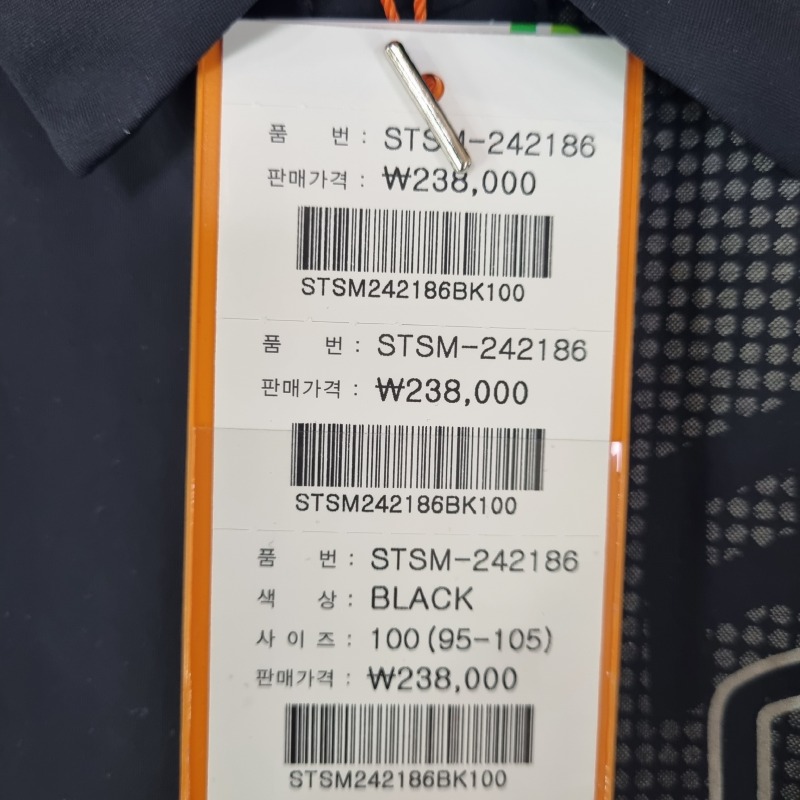 품 번 : STSM-242186
판매가격 : ₩238,000
STSM242186BK100
품 번 : STSM-242186
판매가격 : ₩238,000
STSM242186BK100
품 번 : STSM-242186
색 상 : BLACK
사 이 즈 : 100(95-105)
판매가격 : ₩238,000
STSM242186BK100